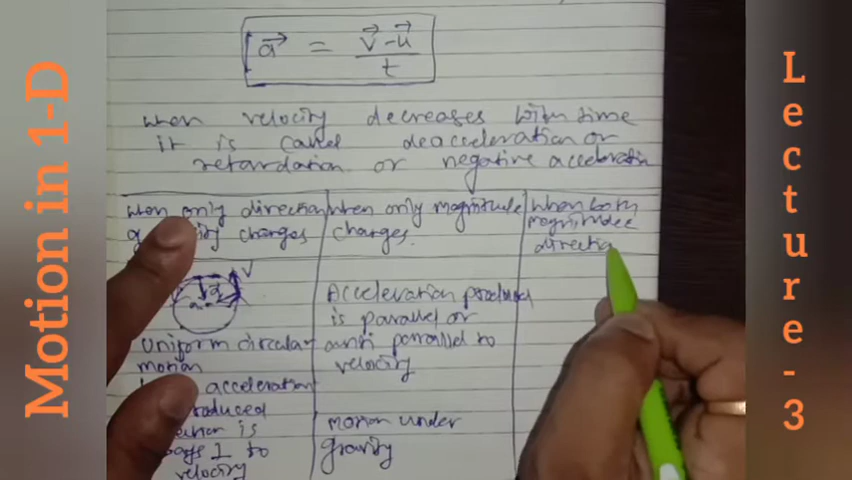 Motion in 1-D
a⃗ = v⃗ - u⃗ / t
when velocity decreases with time
it is called deacceleration or
retardation or negative acceleratin
when only direction
changes
V
a
Uniform circular
motion
acceleration
produced
is
to
velocity
when only magnitude
changes.
Acceleration produced
is parallel or
anti parallel to
velocity
motion under
gravity
when both
magnitude
directio
Lecture-3